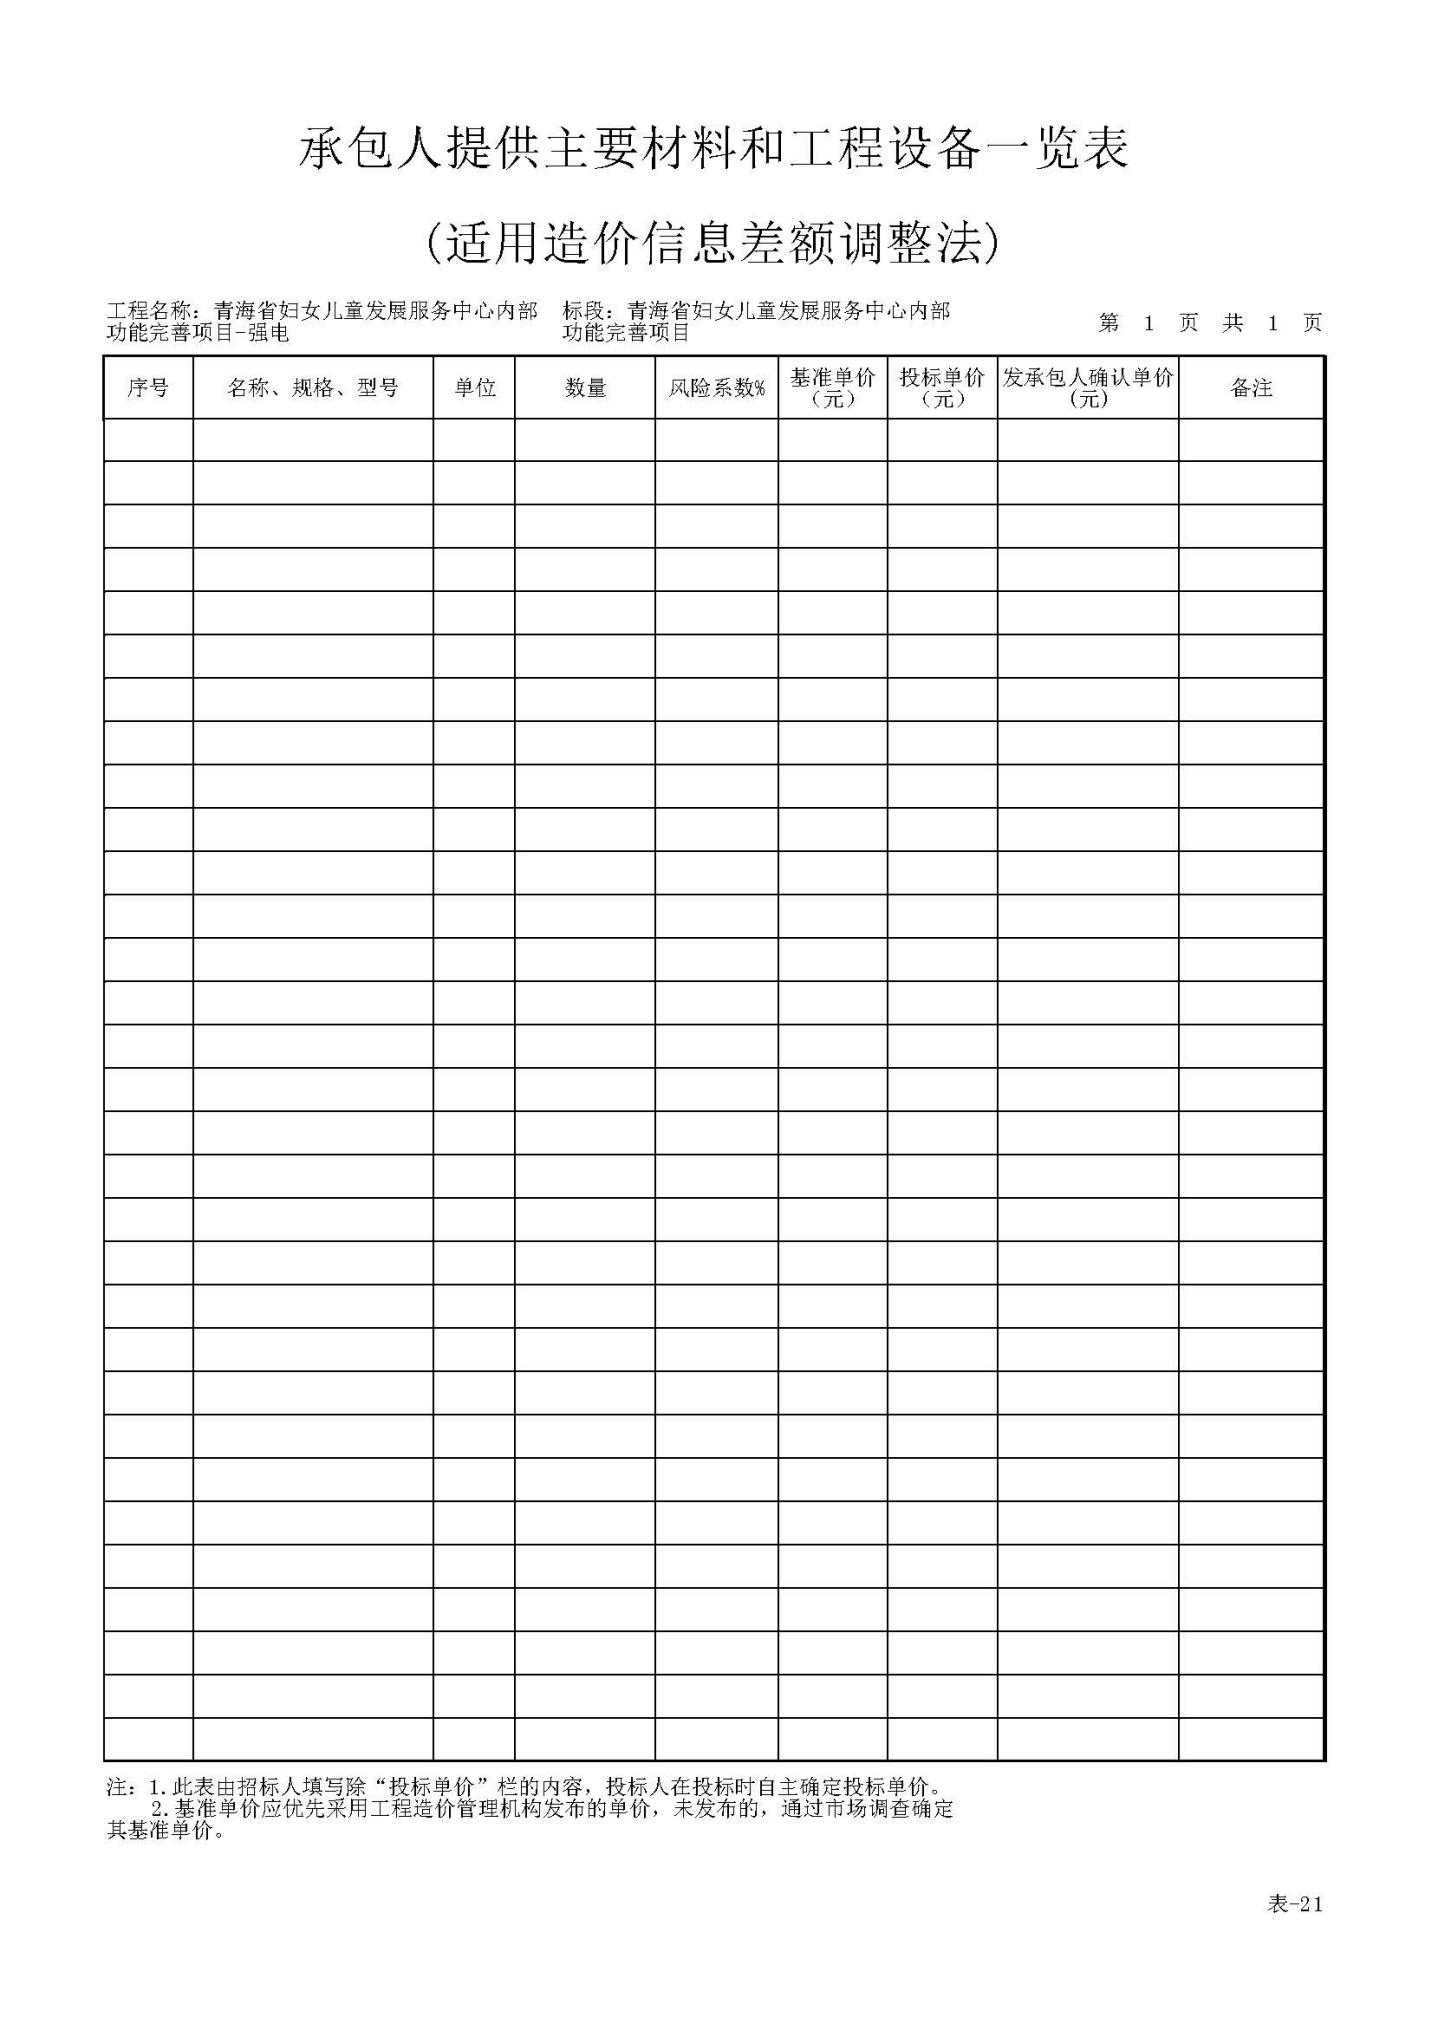 承包人提供主要材料和工程设备一览表
(适用造价信息差额调整法)
工程名称：青海省妇女儿童发展服务中心内部 标段：青海省妇女儿童发展服务中心内部
功能完善项目-强电 功能完善项目
第 1 页 共 1 页
序号 名称、规格、型号 单位 数量 风险系数% 基准单价（元） 投标单价（元） 发承包人确认单价(元) 备注
注：1.此表由招标人填写除“投标单价”栏的内容，投标人在投标时自主确定投标单价。
2.基准单价应优先采用工程造价管理机构发布的单价，未发布的，通过市场调查确定
其基准单价。
表-21